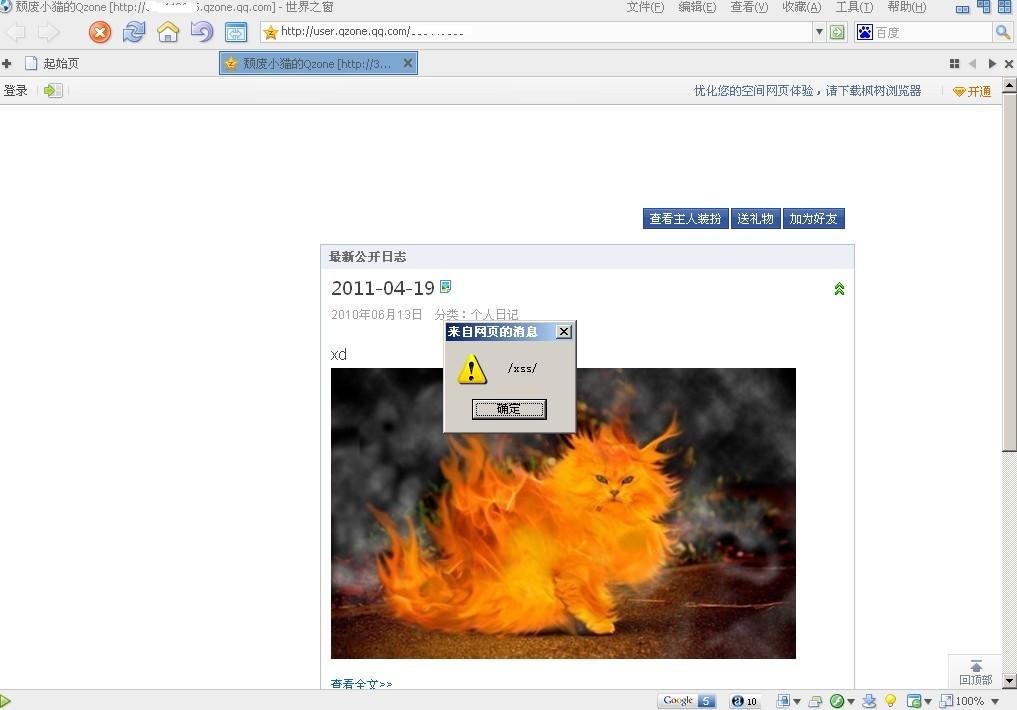 颓废小猫的Qzone [http://
.qzone.qq.com] - 世界之窗
文件(F) 编辑(E) 查看(V) 收藏(A) 工具(T) 帮助(H)
http://user.qzone.qq.com/
百度
起始页
颓废小猫的Qzone [http://3...
登录
优化您的空间网页体验，请下载枫树浏览器
开通
查看主人装扮 送礼物 加为好友
最新公开日志
2011-04-19
2010年06月13日 分类：个人日记
来自网页的消息
xd
/xss/
确定
查看全文>>
回顶部
Google 5
a 10
100%